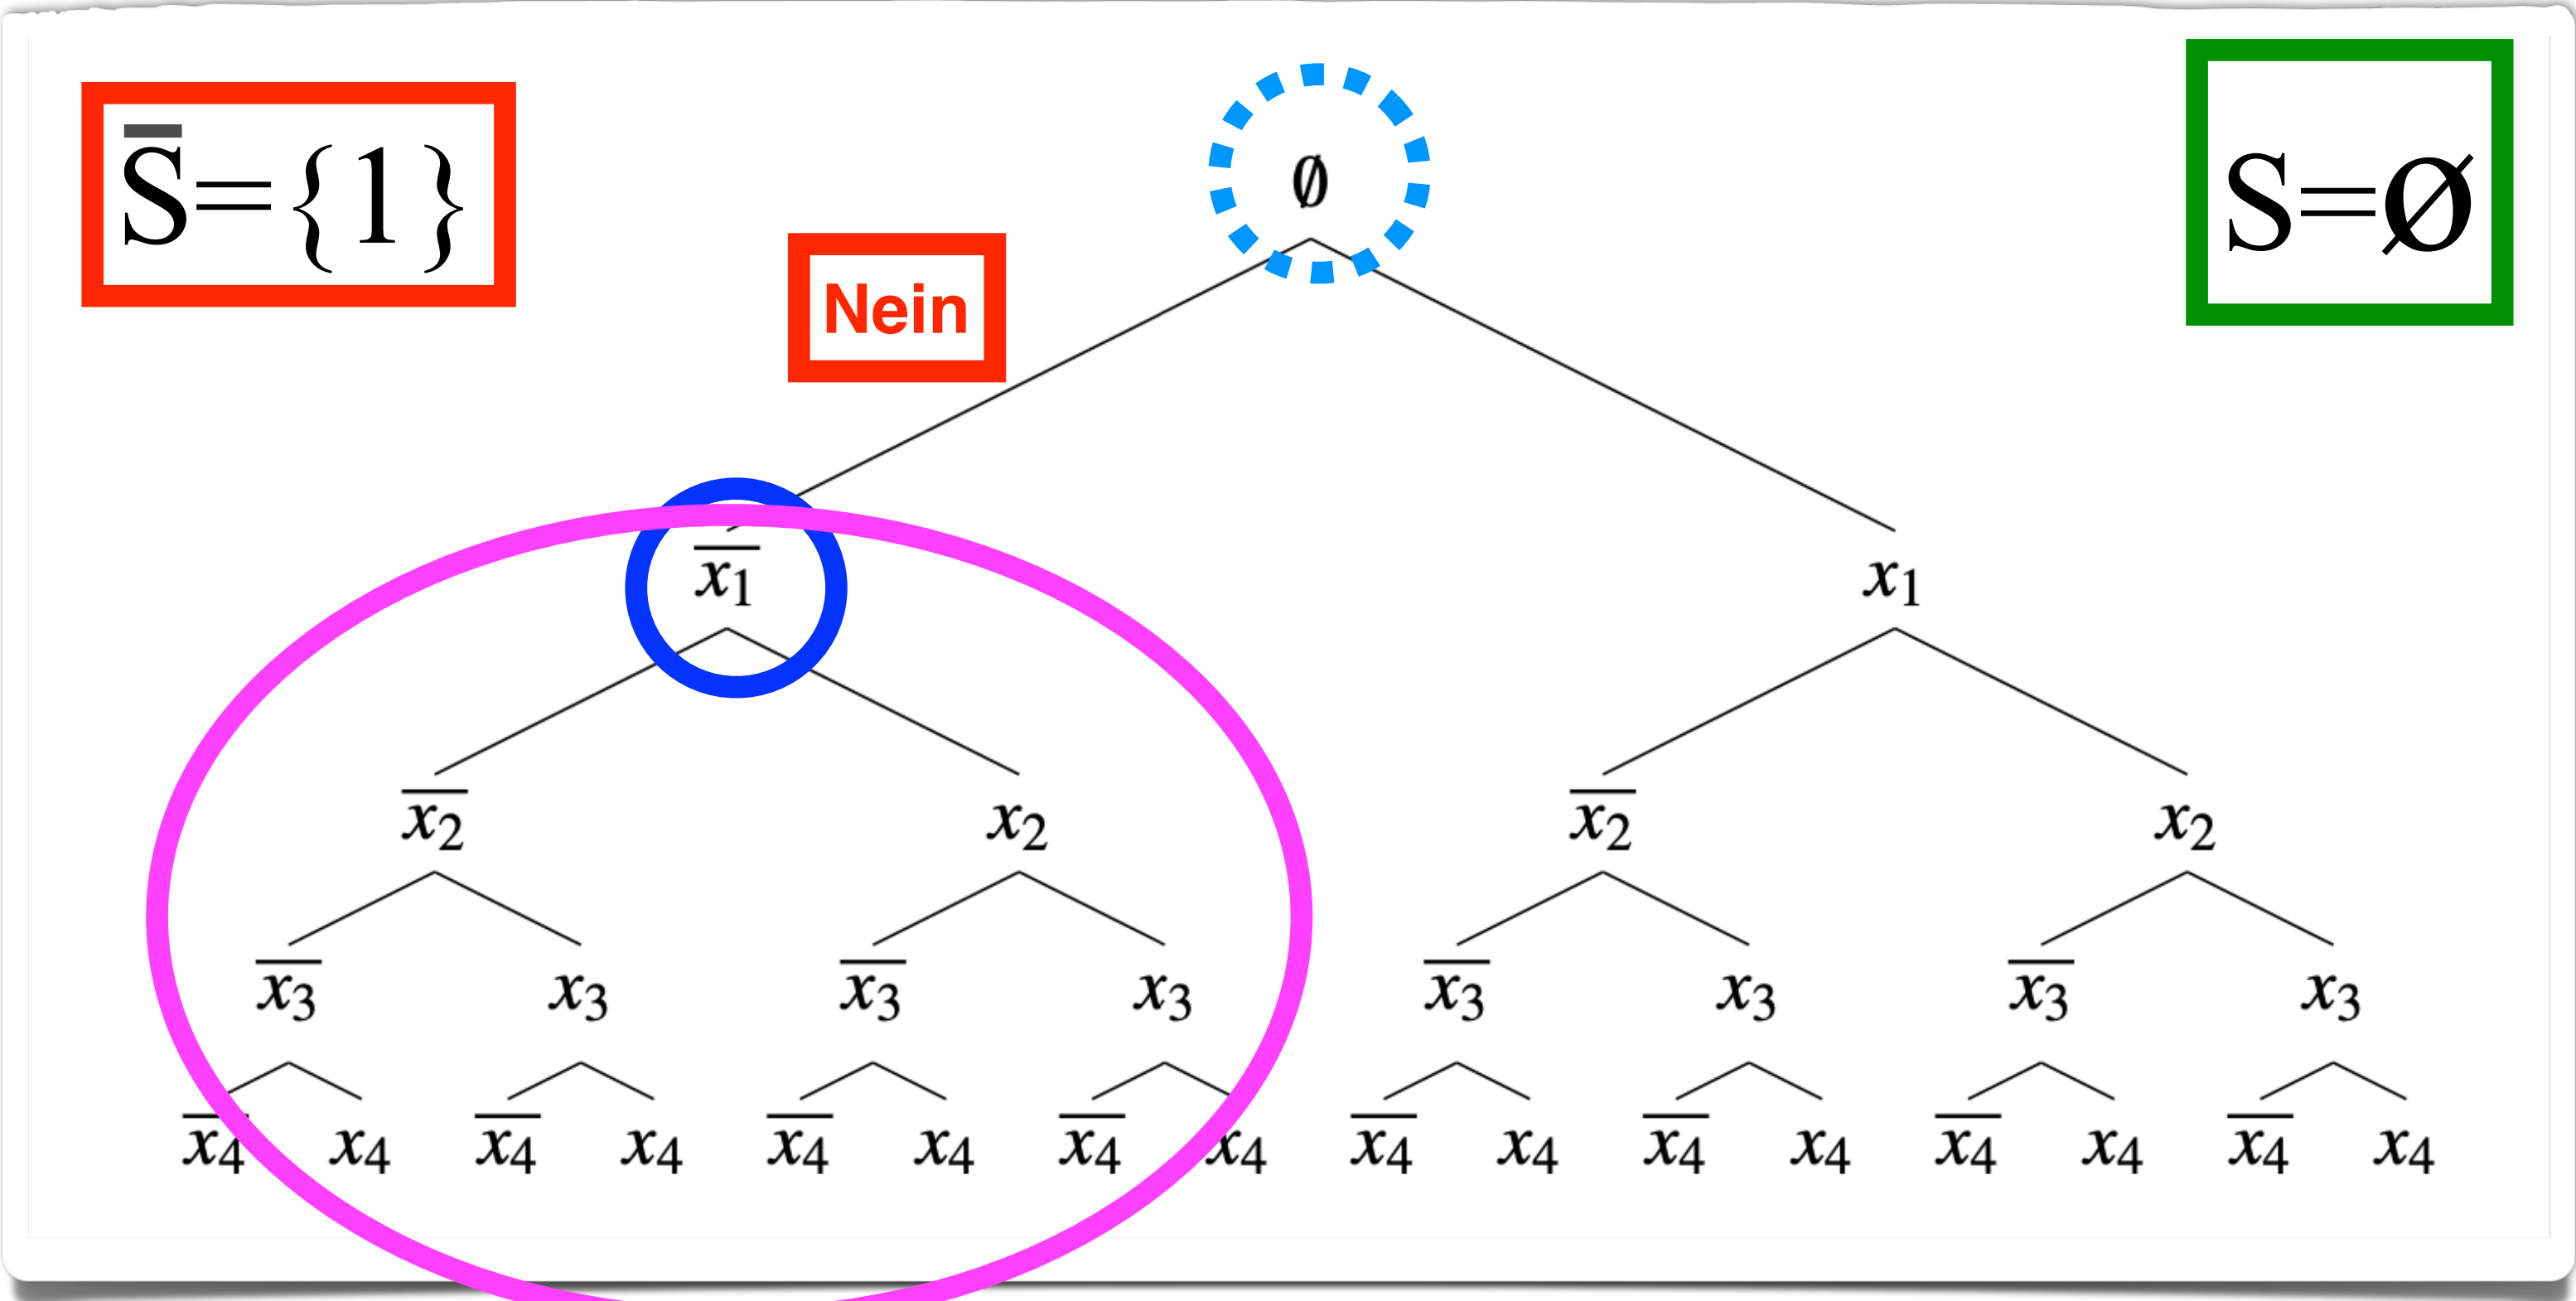 S̅={1}
∅
S=Ø
Nein
x̅₁ x₁
x̅₂ x₂ x̅₂ x₂
x̅₃ x₃ x̅₃ x₃ x̅₃ x₃ x̅₃ x₃
x̅₄ x₄ x̅₄ x₄ x̅₄ x₄ x̅₄ x₄ x̅₄ x₄ x̅₄ x₄ x̅₄ x₄ x̅₄ x₄